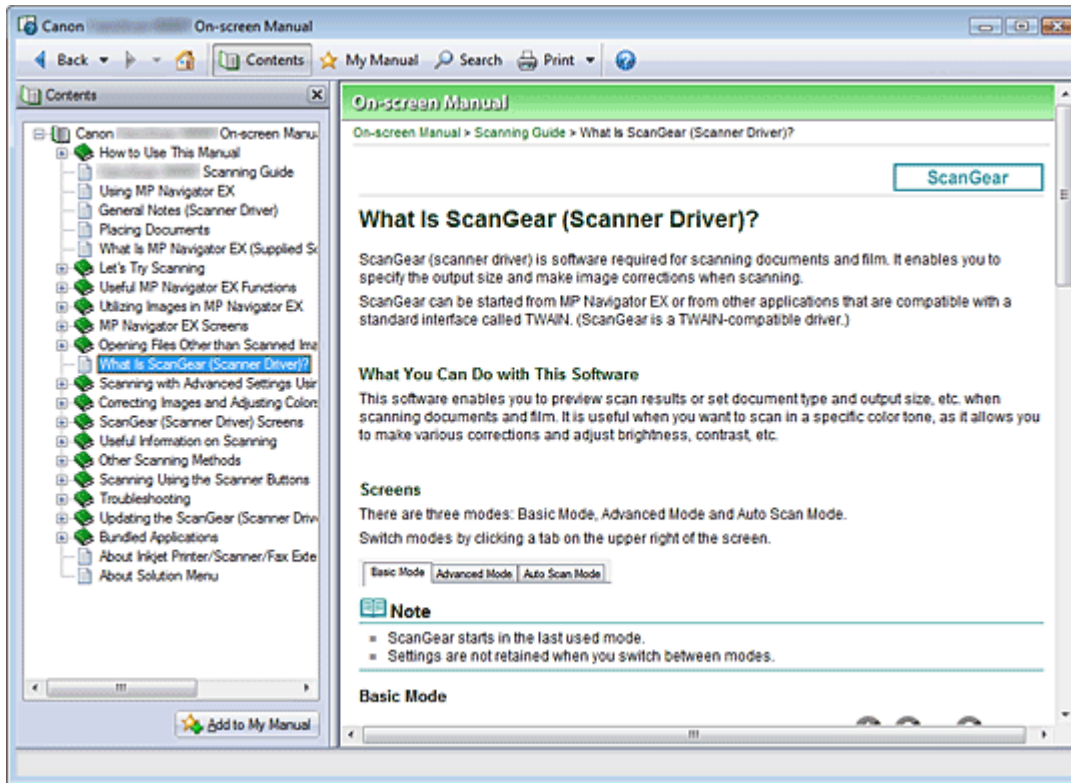 Canon On-screen Manual
Back Contents My Manual Search Print
Contents
Canon On-screen Manu
How to Use This Manual
Scanning Guide
Using MP Navigator EX
General Notes (Scanner Driver)
Placing Documents
What Is MP Navigator EX (Supplied So
Let's Try Scanning
Useful MP Navigator EX Functions
Utilizing Images in MP Navigator EX
MP Navigator EX Screens
Opening Files Other than Scanned Ima
What Is ScanGear (Scanner Driver)?
Scanning with Advanced Settings Usin
Correcting Images and Adjusting Colors
ScanGear (Scanner Driver) Screens
Useful Information on Scanning
Other Scanning Methods
Scanning Using the Scanner Buttons
Troubleshooting
Updating the ScanGear (Scanner Driv
Bundled Applications
About Inkjet Printer/Scanner/Fax Exte
About Solution Menu
Add to My Manual
On-screen Manual
On-screen Manual > Scanning Guide > What Is ScanGear (Scanner Driver)?
ScanGear
What Is ScanGear (Scanner Driver)?
ScanGear (scanner driver) is software required for scanning documents and film. It enables you to
specify the output size and make image corrections when scanning.
ScanGear can be started from MP Navigator EX or from other applications that are compatible with a
standard interface called TWAIN. (ScanGear is a TWAIN-compatible driver.)
What You Can Do with This Software
This software enables you to preview scan results or set document type and output size, etc. when
scanning documents and film. It is useful when you want to scan in a specific color tone, as it allows you
to make various corrections and adjust brightness, contrast, etc.
Screens
There are three modes: Basic Mode, Advanced Mode and Auto Scan Mode.
Switch modes by clicking a tab on the upper right of the screen.
Basic Mode Advanced Mode Auto Scan Mode
Note
ScanGear starts in the last used mode.
Settings are not retained when you switch between modes.
Basic Mode